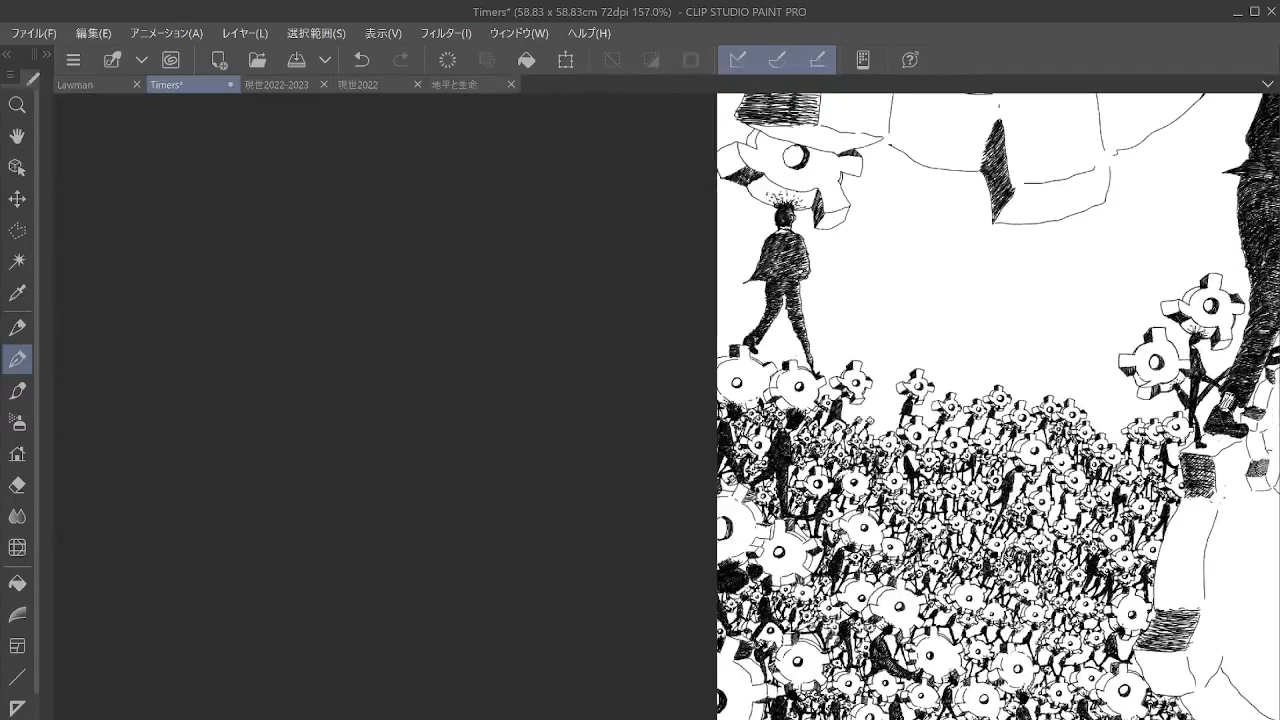 Timers* (58.83 x 58.83cm 72dpi 157.0%) - CLIP STUDIO PAINT PRO
ファイル(F) 編集(E) アニメーション(A) レイヤー(L) 選択範囲(S) 表示(V) フィルター(I) ウィンドウ(W) ヘルプ(H)
Lawman Timers* 現世2022-2023 現世2022 地平と生命